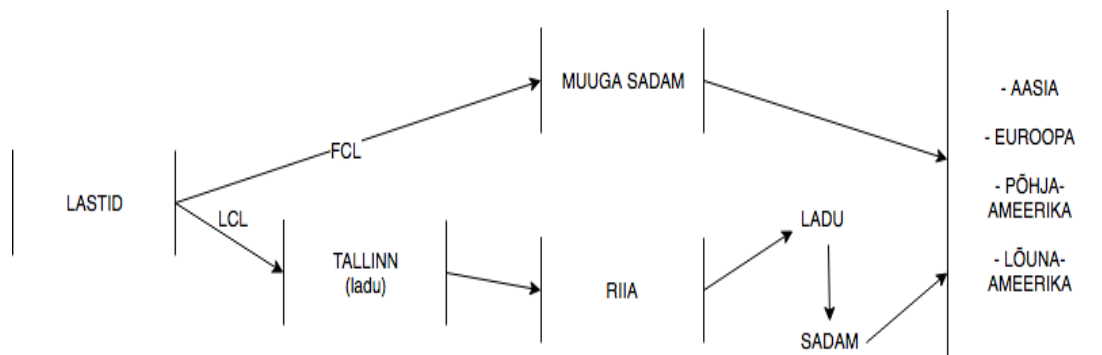 LASTID
FCL
LCL
MUUGA SADAM
TALLINN
(ladu)
RIIA
LADU
SADAM
- AASIA
- EUROOPA
- PÕHJA-
AMEERIKA
- LÕUNA-
AMEERIKA